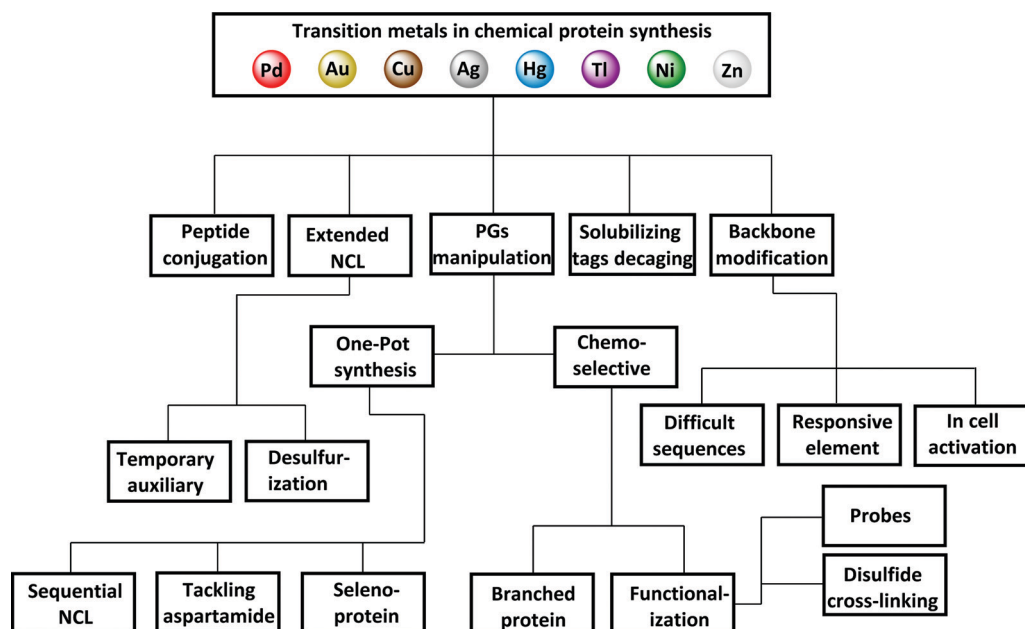 Transition metals in chemical protein synthesis
Pd Au Cu Ag Hg Tl Ni Zn
Peptide
conjugation
Extended
NCL
PGs
manipulation
Solubilizing
tags decaging
Backbone
modification
One-Pot
synthesis
Chemo-
selective
Difficult
sequences
Responsive
element
In cell
activation
Temporary
auxiliary
Desulfur-
ization
Probes
Disulfide
cross-linking
Sequential
NCL
Tackling
aspartamide
Seleno-
protein
Branched
protein
Functional-
ization